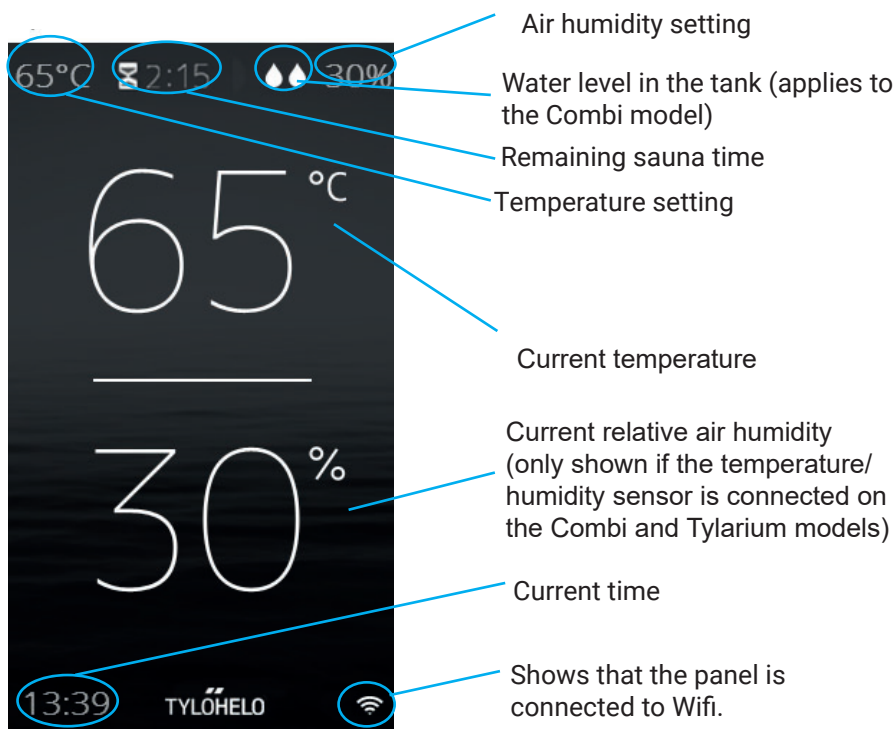 Air humidity setting
65°C 2:15 30%
Water level in the tank (applies to
the Combi model)
Remaining sauna time
Temperature setting
65 °C
Current temperature
30 %
Current relative air humidity
(only shown if the temperature/
humidity sensor is connected on
the Combi and Tylarium models)
Current time
13:39 TYLÖHELO
Shows that the panel is
connected to Wifi.